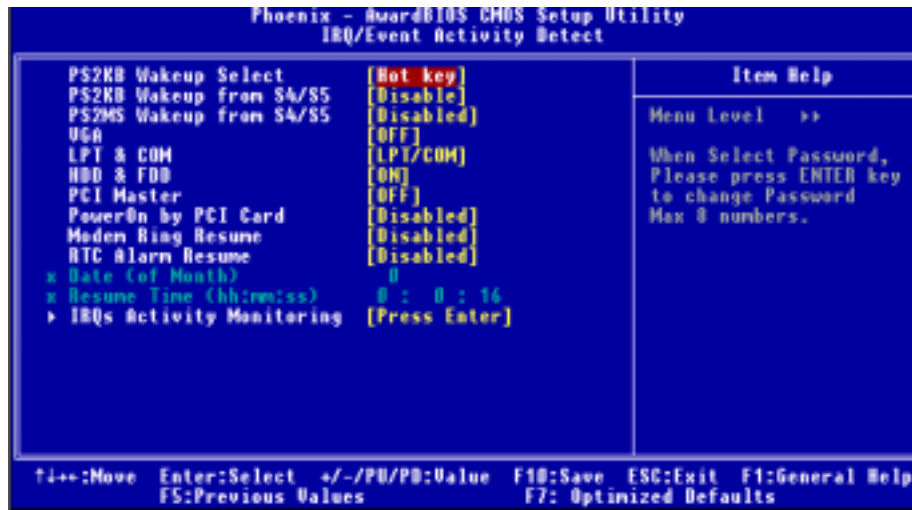 Phoenix - AwardBIOS CMOS Setup Utility
IRQ/Event Activity Detect
PS2KB Wakeup Select [Hot key]
PS2KB Wakeup from S4/S5 [Disable]
PS2MS Wakeup from S4/S5 [Disabled]
VGA [OFF]
LPT & COM [LPT/COM]
HDD & FDD [ON]
PCI Master [OFF]
PowerOn by PCI Card [Disabled]
Modem Ring Resume [Disabled]
RTC Alarm Resume [Disabled]
x Date (of Month) 0
x Resume Time (hh:mm:ss) 0 : 0 : 16
▸ IRQs Activity Monitoring [Press Enter]
Item Help
Menu Level ▸▸
When Select Password,
Please press ENTER key
to change Password
Max 8 numbers.
↑↓→←:Move Enter:Select +/-/PU/PD:Value F10:Save ESC:Exit F1:General Help
F5:Previous Values F7: Optimized Defaults